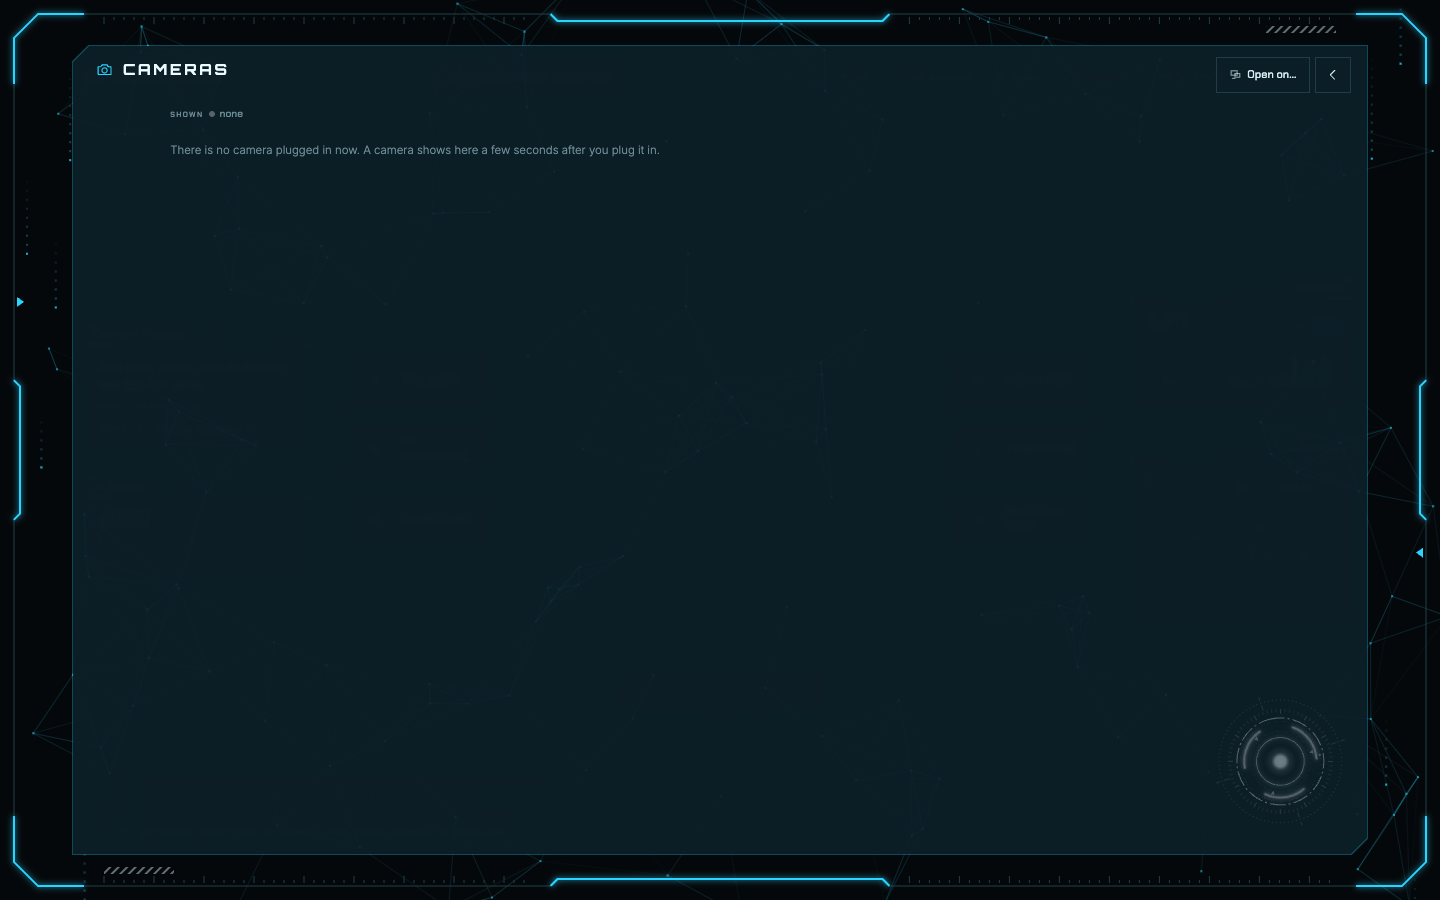 CAMERAS
Open on...
SHOWN none
There is no camera plugged in now. A camera shows here a few seconds after you plug it in.